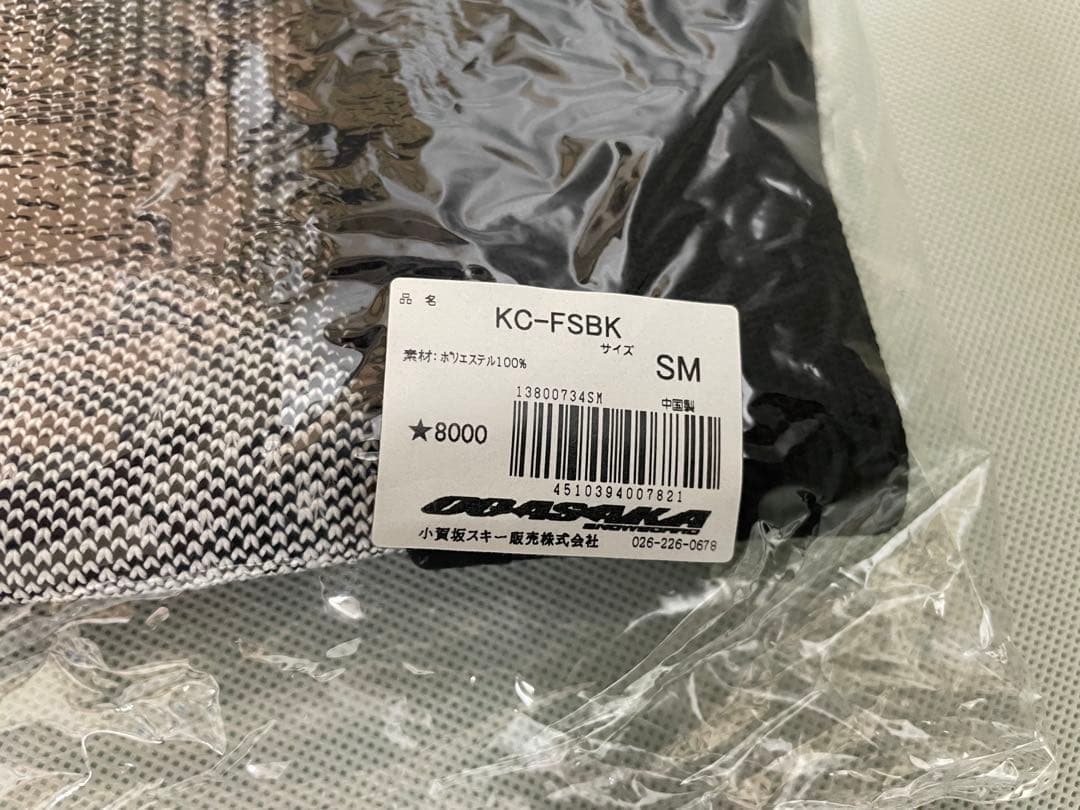 品名
KC-FSBK
サイズ
素材:ポリエステル100%
SM
13800734SM
中国製
★8000
4510394007821
OGASAKA
SNOWBOARD
小賀坂スキー販売株式会社 026-226-0678